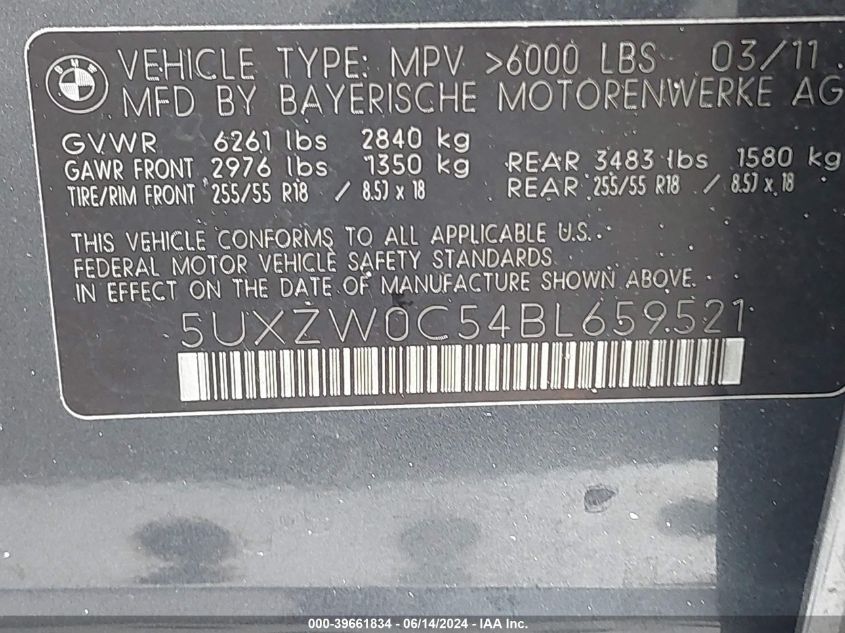 BMW
VEHICLE TYPE: MPV >6000 LBS 03/11
MFD BY BAYERISCHE MOTORENWERKE AG
GVWR 6261 lbs 2840 kg
GAWR FRONT 2976 lbs 1350 kg REAR 3483 lbs 1580 kg
TIRE/RIM FRONT 255/55 R18 / 8.5J x 18 REAR 255/55 R18 / 8.5J x 18
THIS VEHICLE CONFORMS TO ALL APPLICABLE U.S.
FEDERAL MOTOR VEHICLE SAFETY STANDARDS
IN EFFECT ON THE DATE OF MANUFACTURE SHOWN ABOVE.
5UXZW0C54BL659521
000-39661834 - 06/14/2024 - IAA Inc.